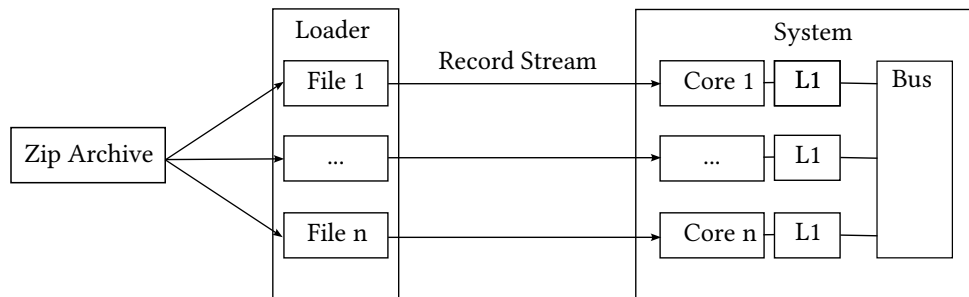 Loader
System
Record Stream
File 1
Core 1
L1
Bus
Zip Archive
...
...
L1
File n
Core n
L1